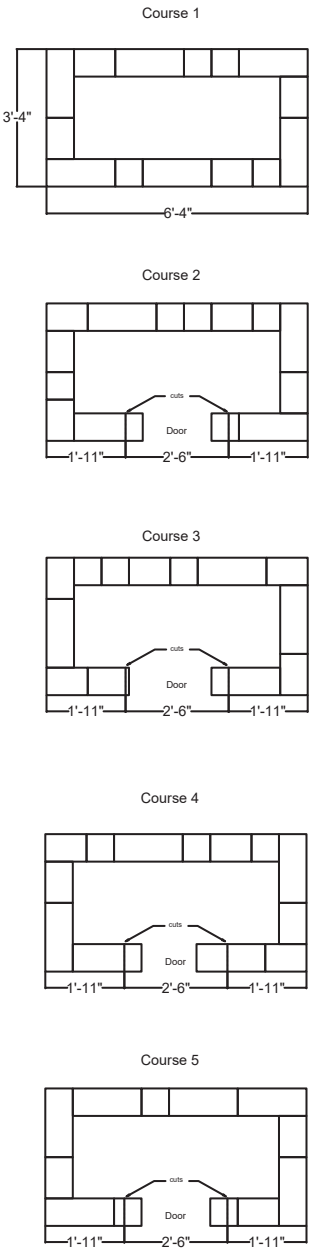 Course 1
3'-4"
6'-4"
Course 2
cuts
Door
1'-11" 2'-6" 1'-11"
Course 3
cuts
Door
1'-11" 2'-6" 1'-11"
Course 4
cuts
Door
1'-11" 2'-6" 1'-11"
Course 5
cuts
Door
1'-11" 2'-6" 1'-11"